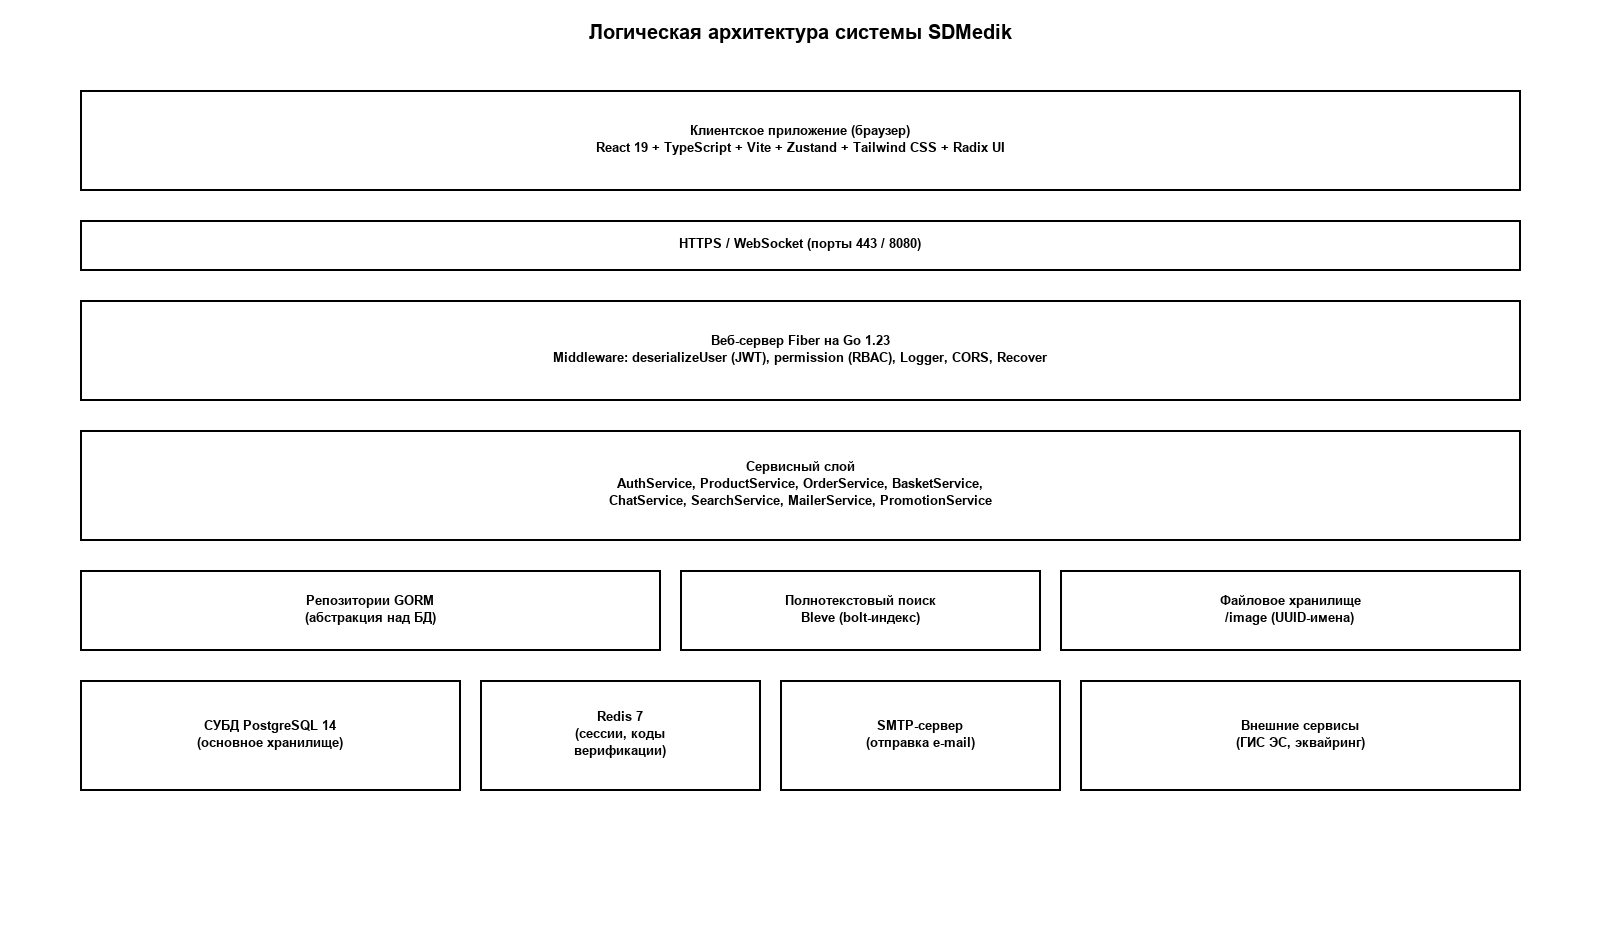 Логическая архитектура системы SDMedik
Клиентское приложение (браузер)
React 19 + TypeScript + Vite + Zustand + Tailwind CSS + Radix UI
HTTPS / WebSocket (порты 443 / 8080)
Веб-сервер Fiber на Go 1.23
Middleware: deserializeUser (JWT), permission (RBAC), Logger, CORS, Recover
Сервисный слой
AuthService, ProductService, OrderService, BasketService,
ChatService, SearchService, MailerService, PromotionService
Репозитории GORM
(абстракция над БД)
Полнотекстовый поиск
Bleve (bolt-индекс)
Файловое хранилище
/image (UUID-имена)
СУБД PostgreSQL 14
(основное хранилище)
Redis 7
(сессии, коды
верификации)
SMTP-сервер
(отправка e-mail)
Внешние сервисы
(ГИС ЭС, эквайринг)